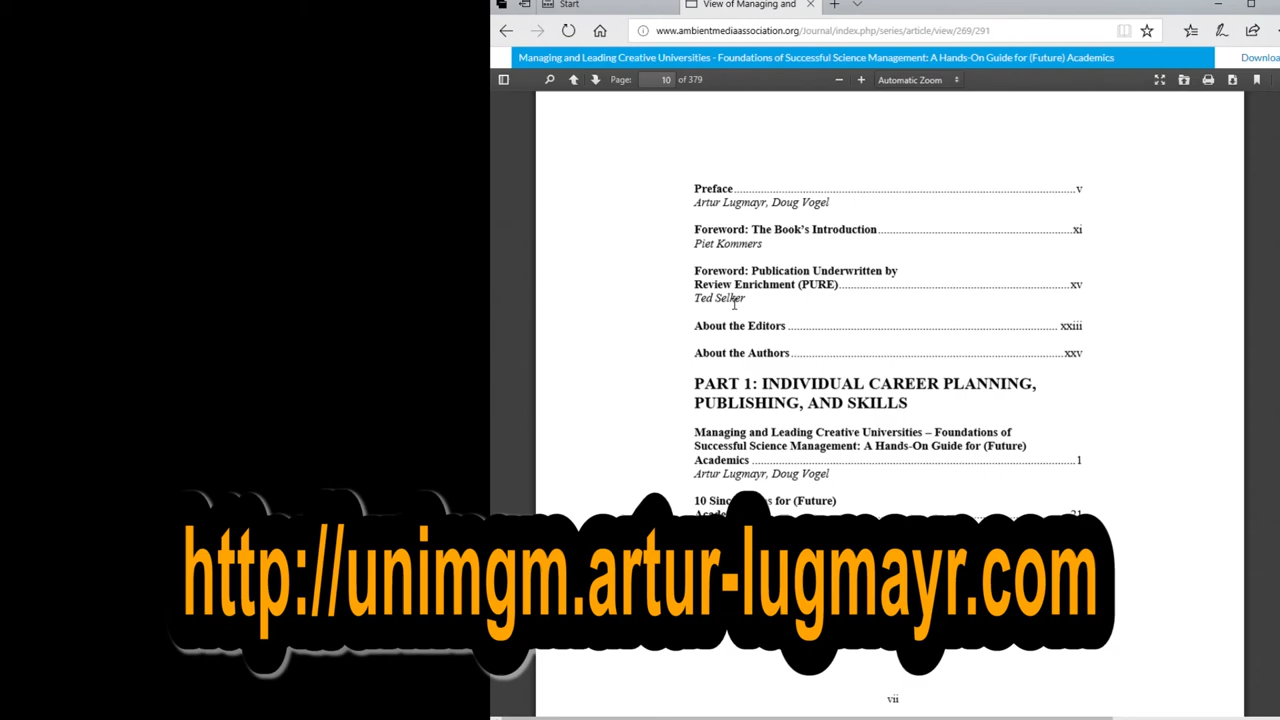 Start
View of Managing and
www.ambientmediaassociation.org/Journal/index.php/series/article/view/269/291
Managing and Leading Creative Universities - Foundations of Successful Science Management: A Hands-On Guide for (Future) Academics
Page: 10 of 379
Automatic Zoom
Preface v
Artur Lugmayr, Doug Vogel
Foreword: The Book's Introduction xi
Piet Kommers
Foreword: Publication Underwritten by
Review Enrichment (PURE) xv
Ted Selker
About the Editors xxiii
About the Authors xxv
PART 1: INDIVIDUAL CAREER PLANNING,
PUBLISHING, AND SKILLS
Managing and Leading Creative Universities – Foundations of
Successful Science Management: A Hands-On Guide for (Future)
Academics 1
Artur Lugmayr, Doug Vogel
10 for (Future)
http://unimgm.artur-lugmayr.com
vii